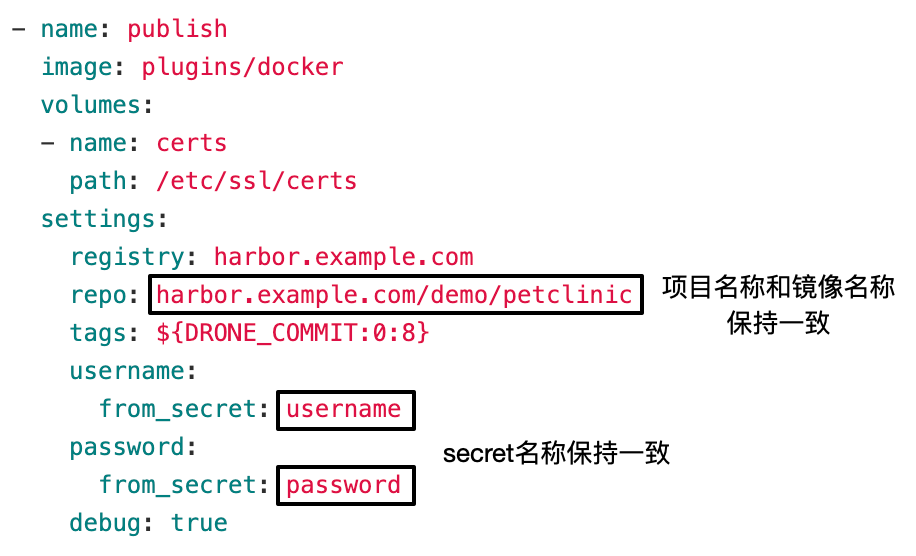 - name: publish
  image: plugins/docker
  volumes:
  - name: certs
    path: /etc/ssl/certs
  settings:
    registry: harbor.example.com
    repo: harbor.example.com/demo/petclinic
项目名称和镜像名称
保持一致
    tags: ${DRONE_COMMIT:0:8}
    username:
      from_secret: username
    password:
secret名称保持一致
      from_secret: password
    debug: true